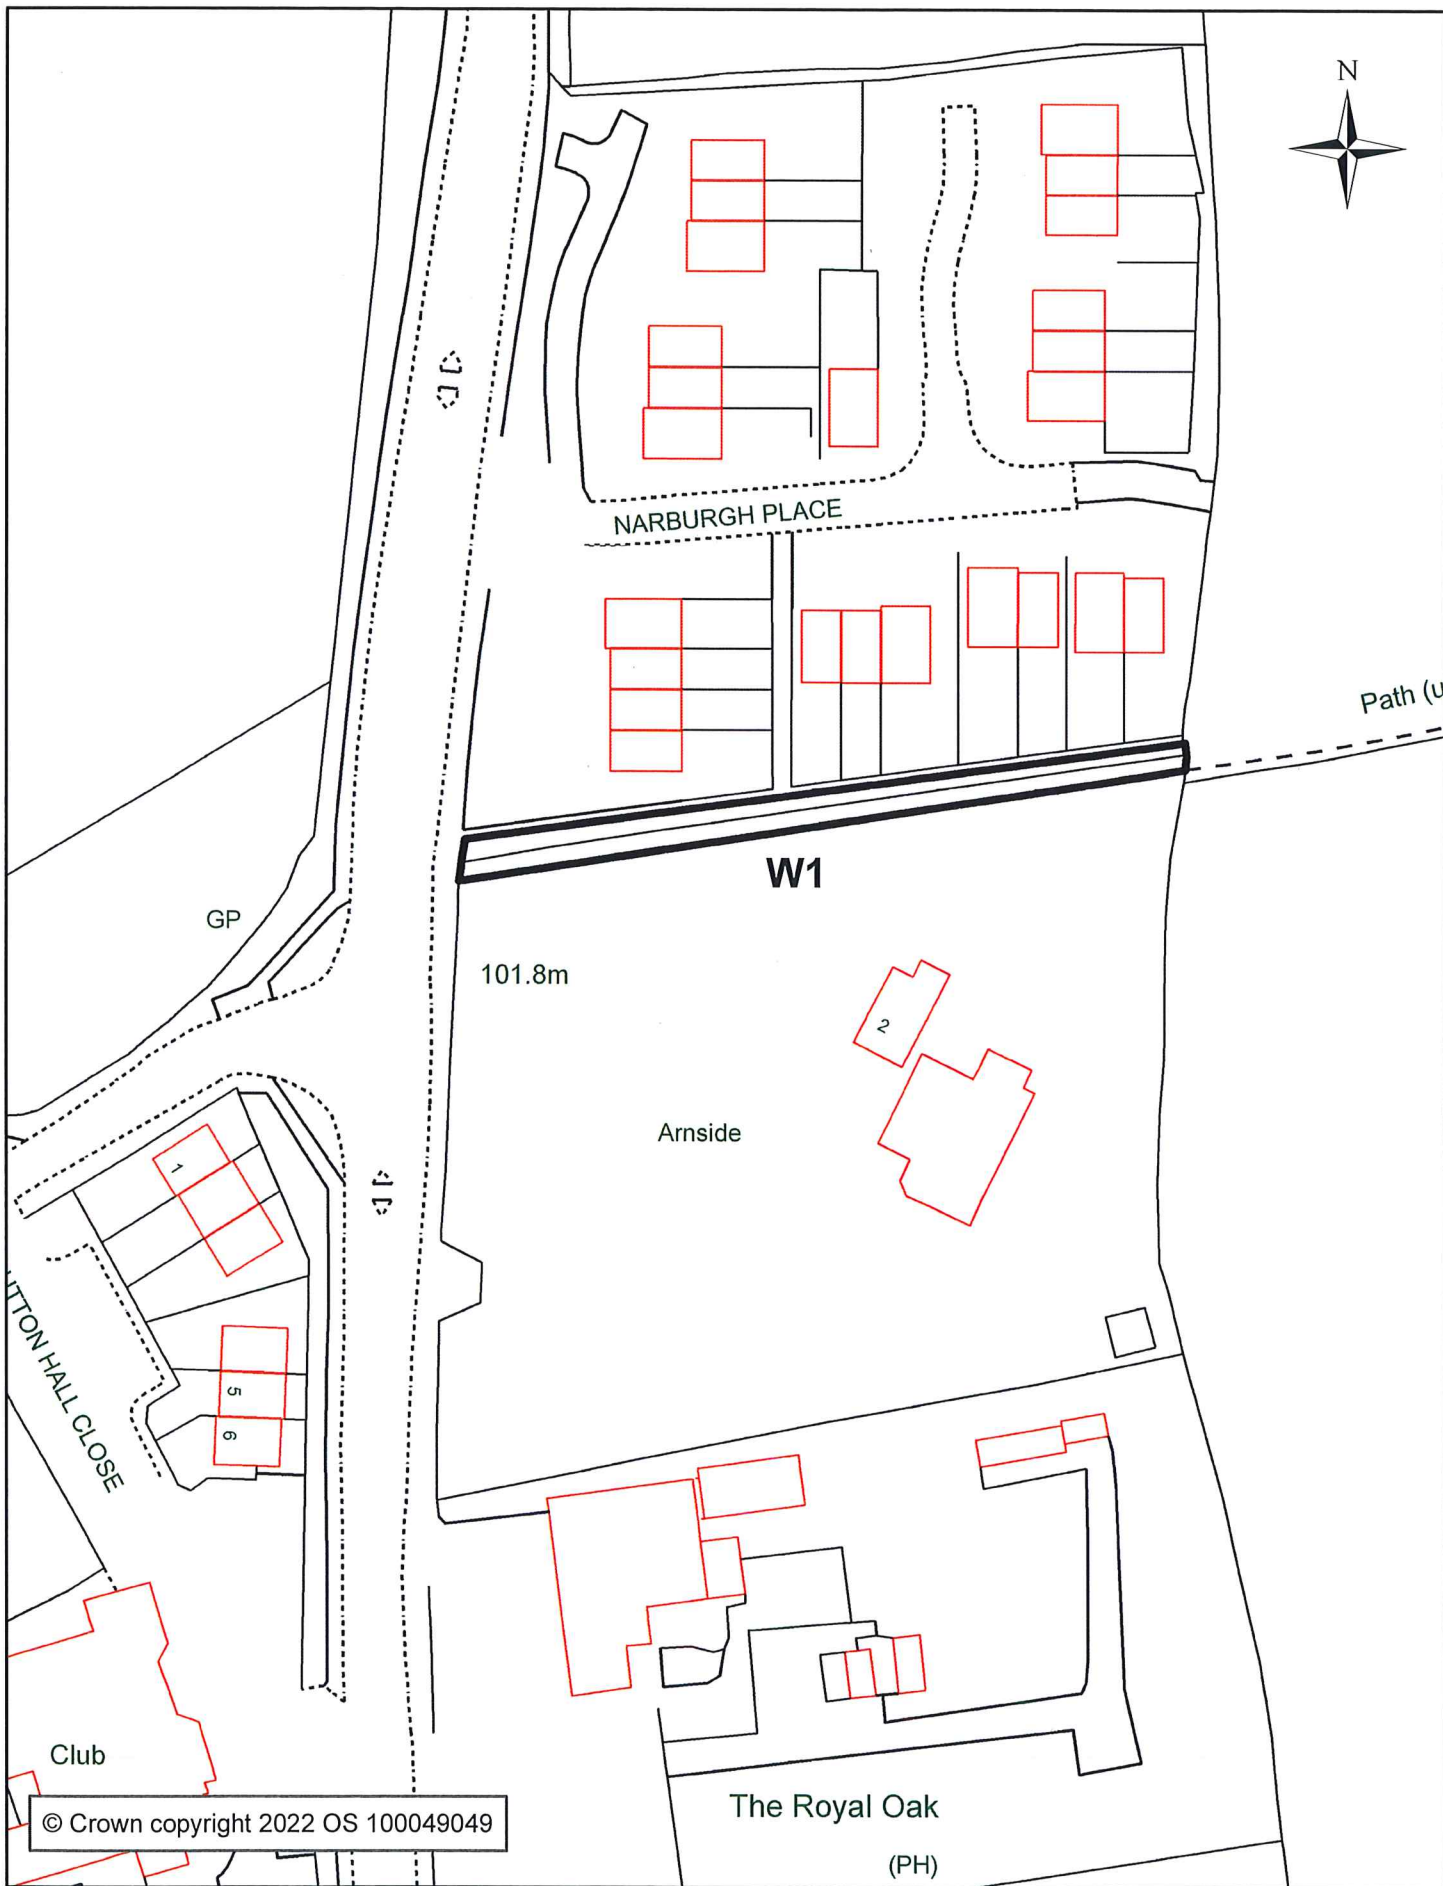 N
NARBURGH PLACE
Path (u
W1
GP
101.8m
2
Arnside
1
UTTON HALL CLOSE
5
6
Club
© Crown copyright 2022 OS 100049049
The Royal Oak
(PH)